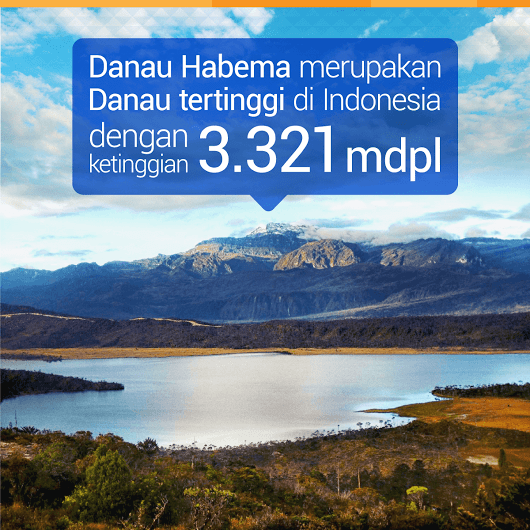 Danau Habema merupakan
Danau tertinggi di Indonesia
dengan
ketinggian 3.321 mdpl